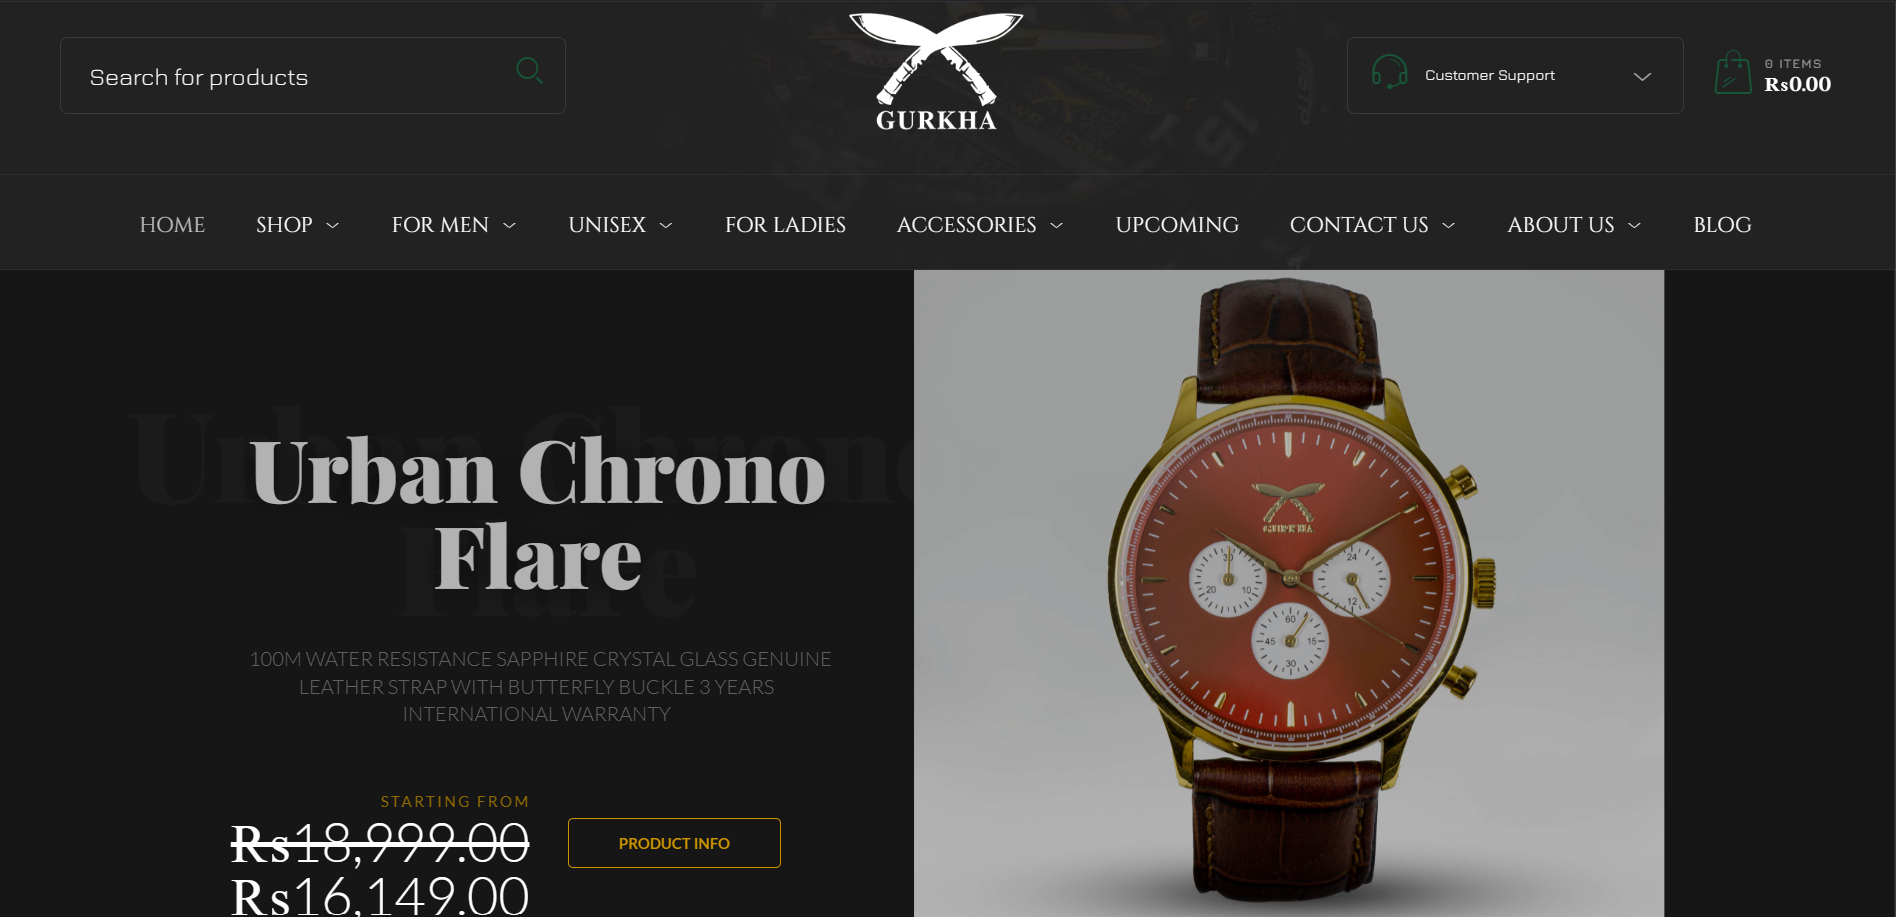 Search for products
GURKHA
Customer Support
0 ITEMS
Rs0.00
HOME
SHOP
FOR MEN
UNISEX
FOR LADIES
ACCESSORIES
UPCOMING
CONTACT US
ABOUT US
BLOG
Urban Chrono
Flare
100M WATER RESISTANCE SAPPHIRE CRYSTAL GLASS GENUINE
LEATHER STRAP WITH BUTTERFLY BUCKLE 3 YEARS
INTERNATIONAL WARRANTY
STARTING FROM
Rs18,999.00
Rs16,149.00
PRODUCT INFO
GURKHA
30
20
10
24
12
60
45
15
30